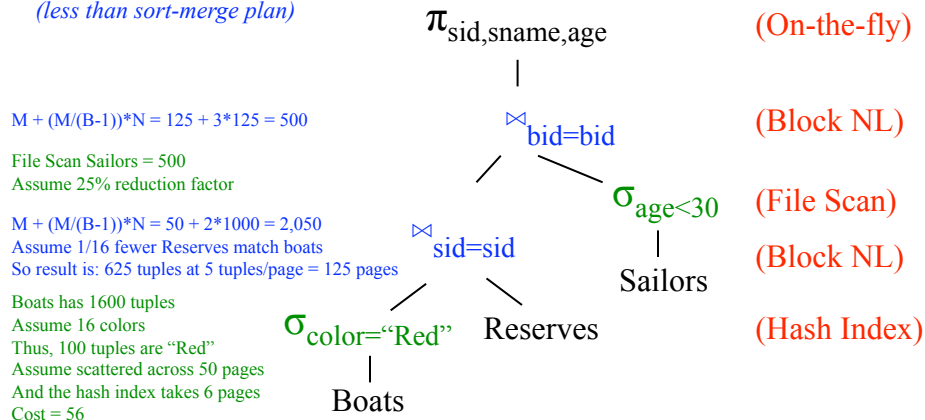 (less than sort-merge plan)
π sid,sname,age (On-the-fly)
M + (M/(B-1))*N = 125 + 3*125 = 500
⋈ bid=bid (Block NL)
File Scan Sailors = 500
Assume 25% reduction factor
σ age<30 (File Scan)
M + (M/(B-1))*N = 50 + 2*1000 = 2,050
Assume 1/16 fewer Reserves match boats
So result is: 625 tuples at 5 tuples/page = 125 pages
⋈ sid=sid (Block NL)
Sailors
Boats has 1600 tuples
Assume 16 colors
Thus, 100 tuples are “Red”
Assume scattered across 50 pages
And the hash index takes 6 pages
Cost = 56
σ color=“Red” Reserves (Hash Index)
Boats